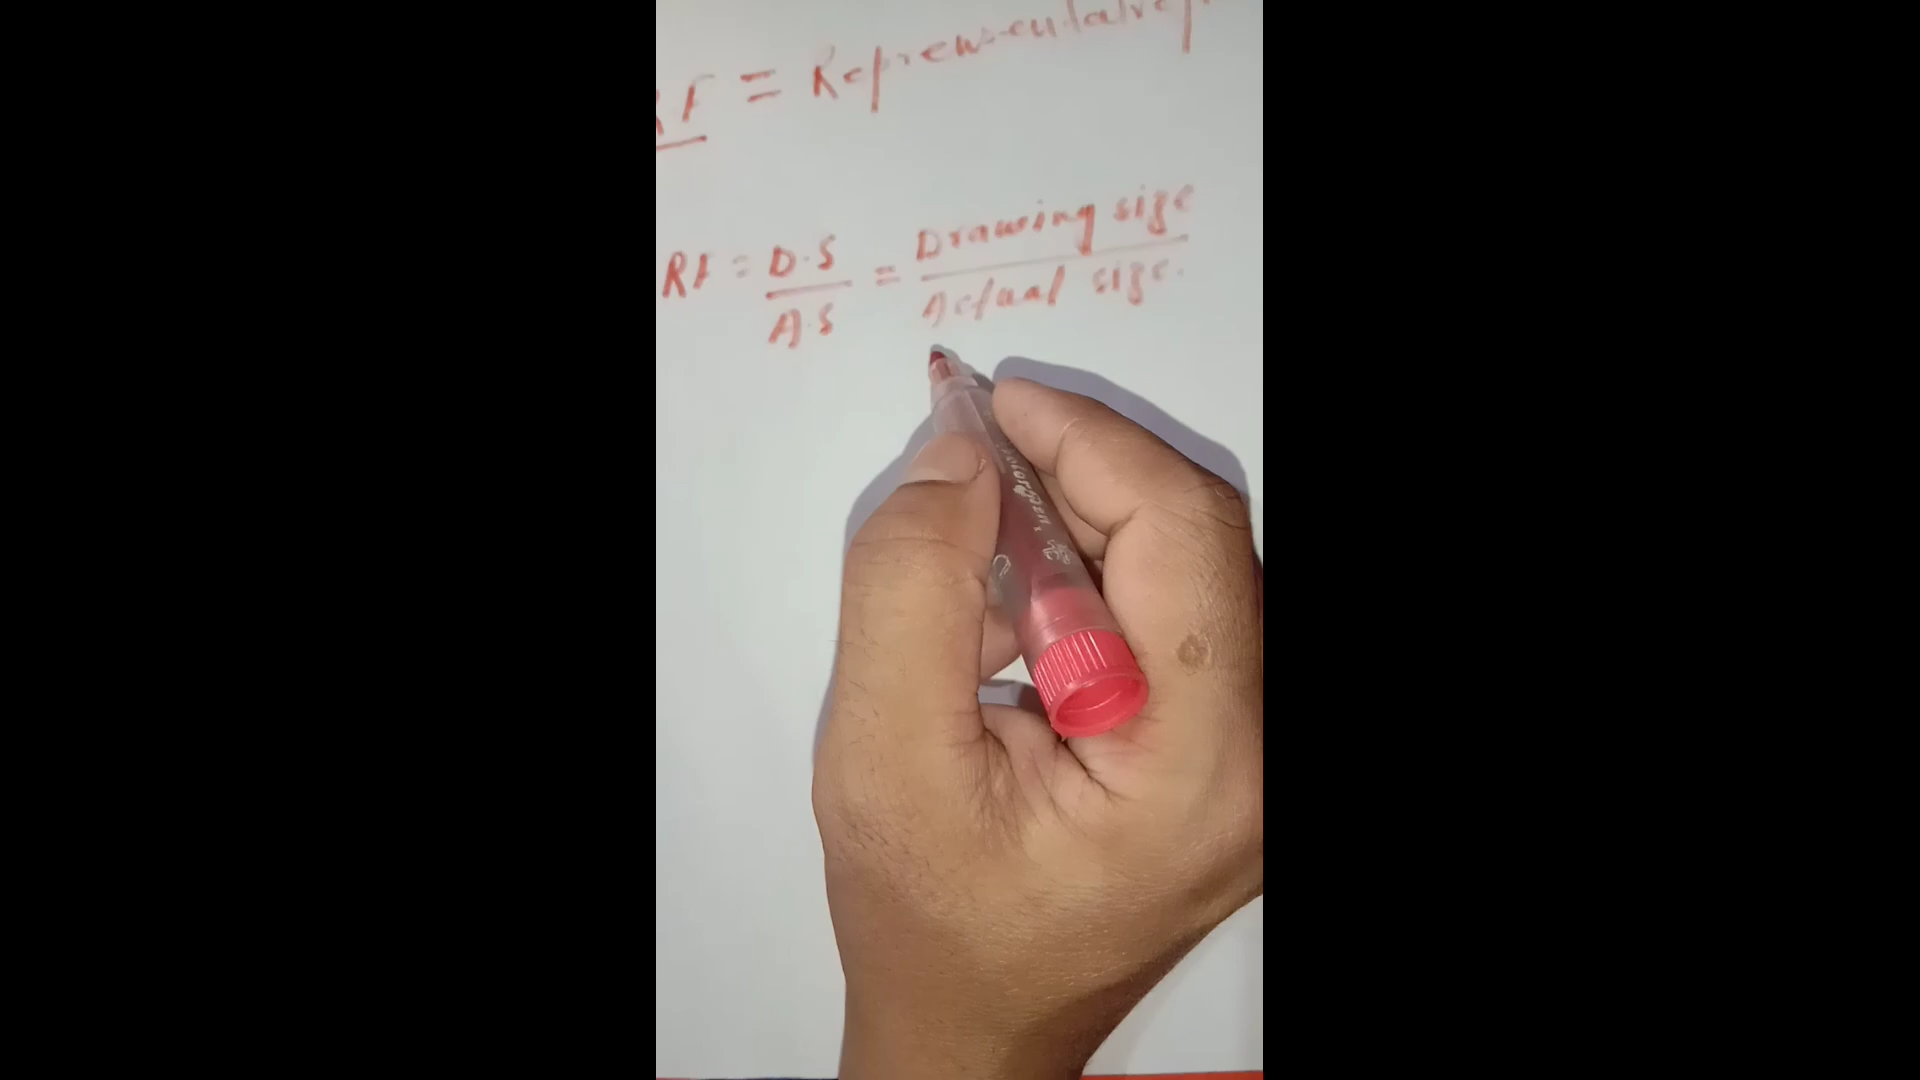 RF = Representative
RF = D.S = Drawing size
A.S Actual size.